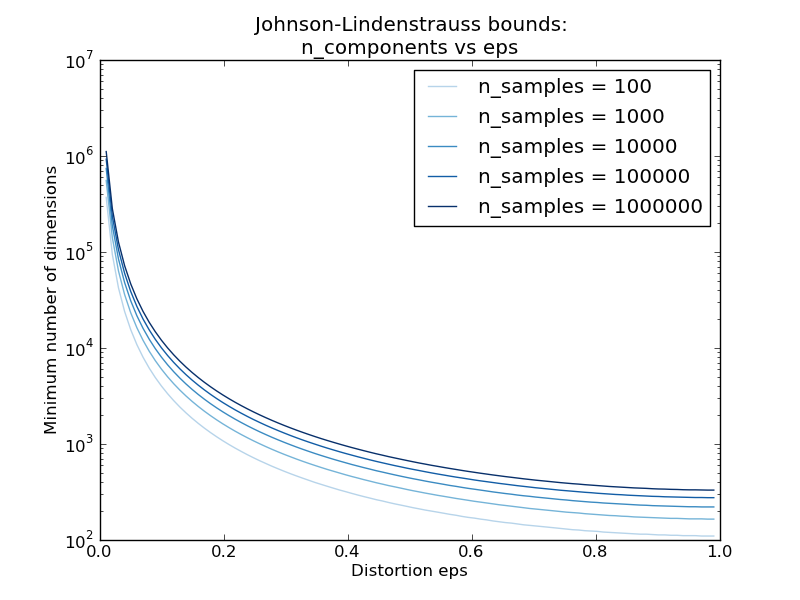 Johnson-Lindenstrauss bounds:
n_components vs eps
10^7
10^6
10^5
10^4
10^3
10^2
Minimum number of dimensions
n_samples = 100
n_samples = 1000
n_samples = 10000
n_samples = 100000
n_samples = 1000000
0.0 0.2 0.4 0.6 0.8 1.0
Distortion eps